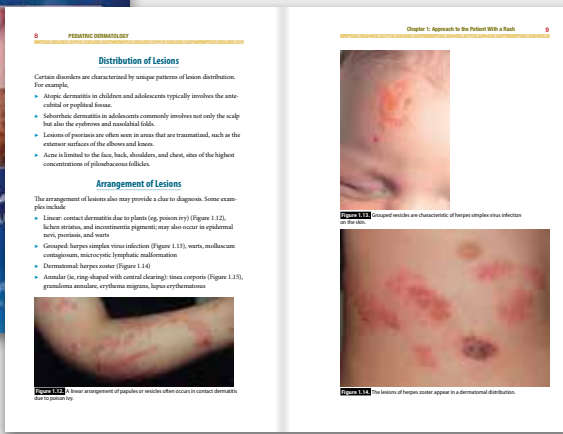 8 PEDIATRIC DERMATOLOGY
Distribution of Lesions
Certain disorders are characterized by unique patterns of lesion distribution.
For example,
► Atopic dermatitis in children and adolescents typically involves the ante-
cubital or popliteal fossae.
► Seborrheic dermatitis in adolescents commonly involves not only the scalp
but also the eyebrows and nasolabial folds.
► Lesions of psoriasis are often seen in areas that are traumatized, such as the
extensor surfaces of the elbows and knees.
► Acne is limited to the face, back, shoulders, and chest, sites of the highest
concentrations of pilosebaceous follicles.
Arrangement of Lesions
The arrangement of lesions also may provide a clue to diagnosis. Some exam-
ples include
► Linear: contact dermatitis due to plants (eg, poison ivy) (Figure 1.12),
lichen striatus, and incontinentia pigmenti; may also occur in epidermal
nevi, psoriasis, and warts
► Grouped: herpes simplex virus infection (Figure 1.13), warts, molluscum
contagiosum, microcystic lymphatic malformation
► Dermatomal: herpes zoster (Figure 1.14)
► Annular (ie, ring-shaped with central clearing): tinea corporis (Figure 1.15),
granuloma annulare, erythema migrans, lupus erythematosus
Figure 1.12. A linear arrangement of papules or vesicles often occurs in contact dermatitis
due to poison ivy.
Chapter 1: Approach to the Patient With a Rash 9
Figure 1.13. Grouped vesicles are characteristic of herpes simplex virus infection
on the skin.
Figure 1.14. The lesions of herpes zoster appear in a dermatomal distribution.